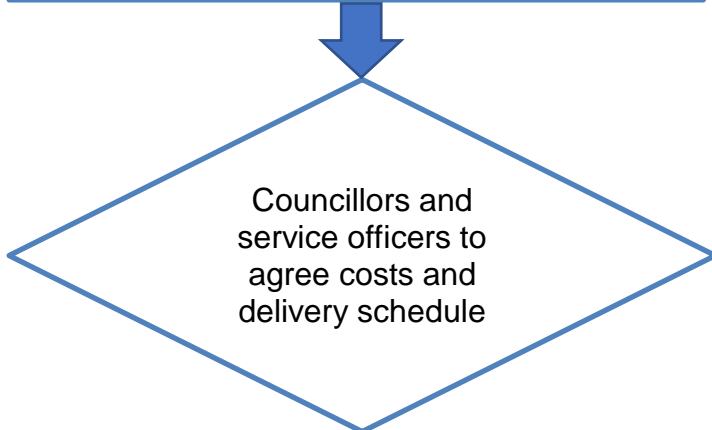 Councillors and
service officers to
agree costs and
delivery schedule